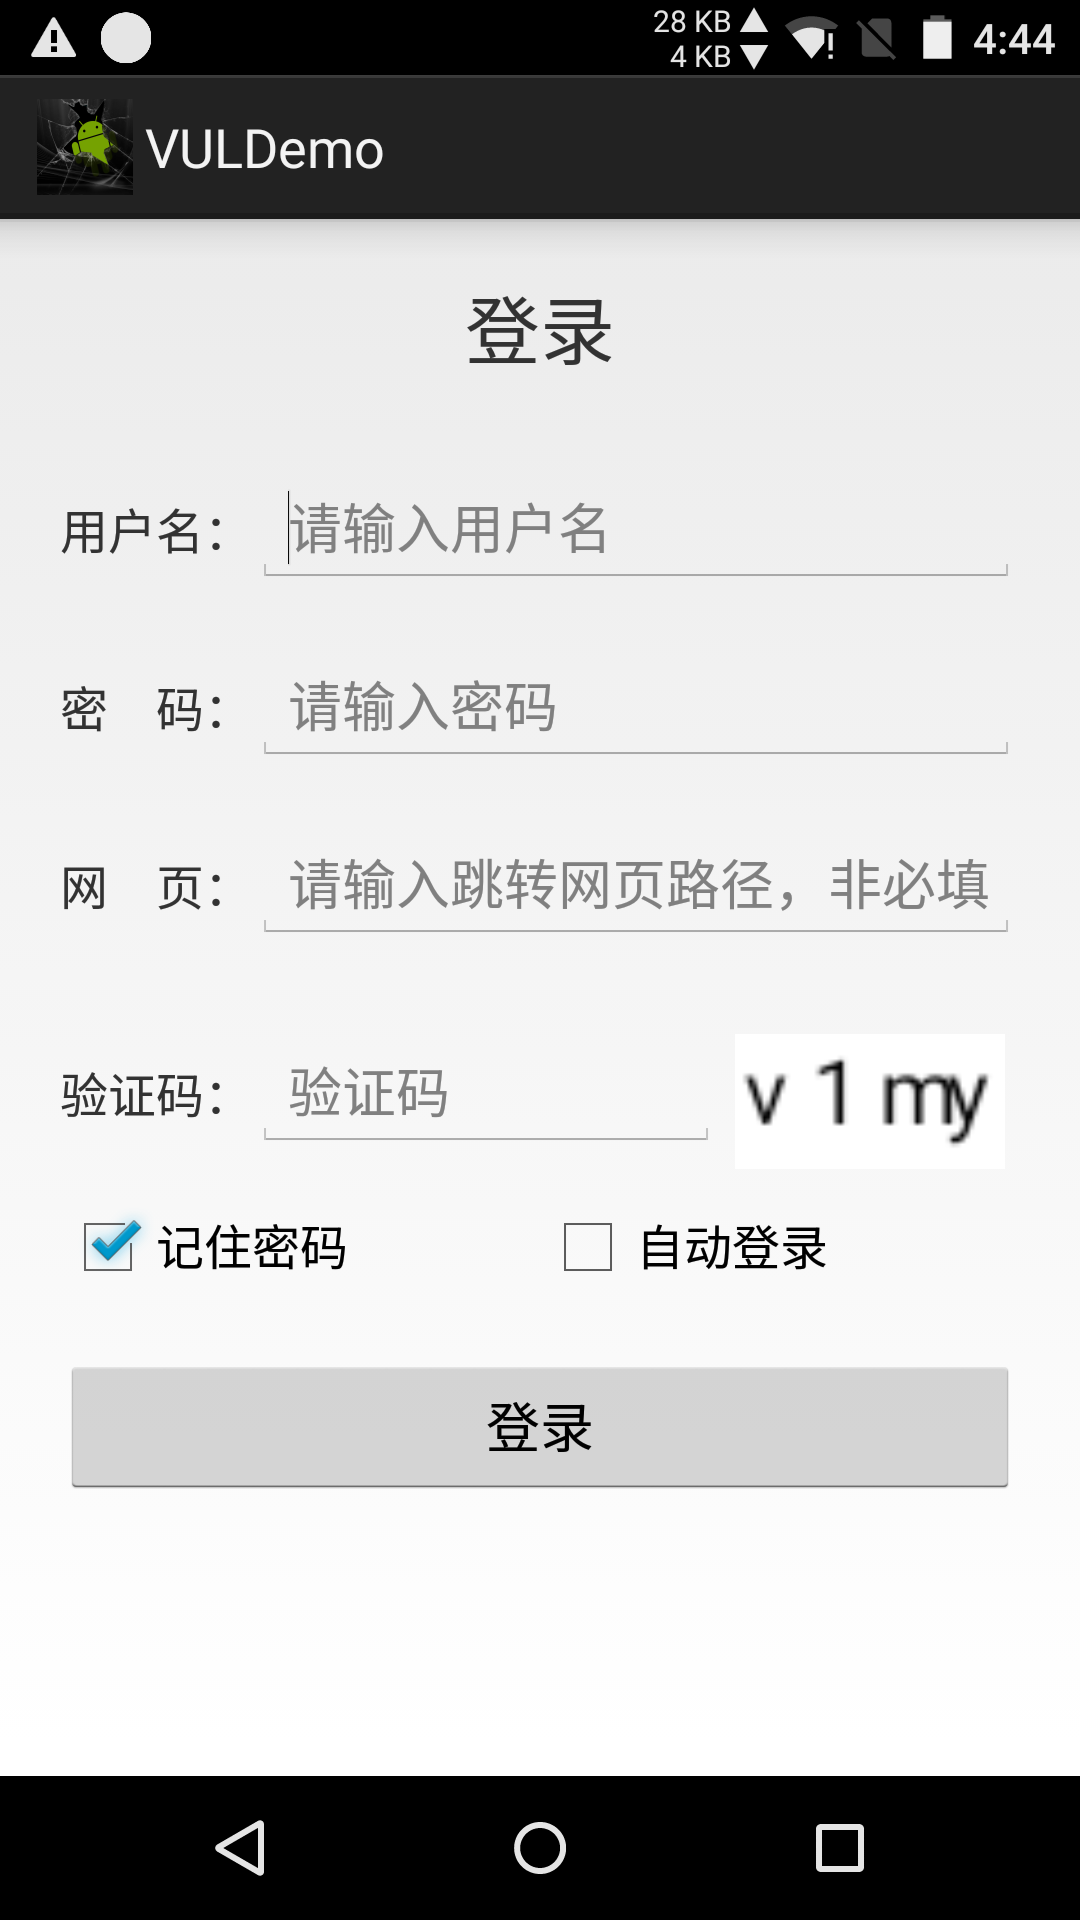 28 KB
4 KB
4:44
VULDemo
登录
用户名： 请输入用户名
密　码： 请输入密码
网　页： 请输入跳转网页路径，非必填
验证码： 验证码 v 1 my
记住密码 自动登录
登录